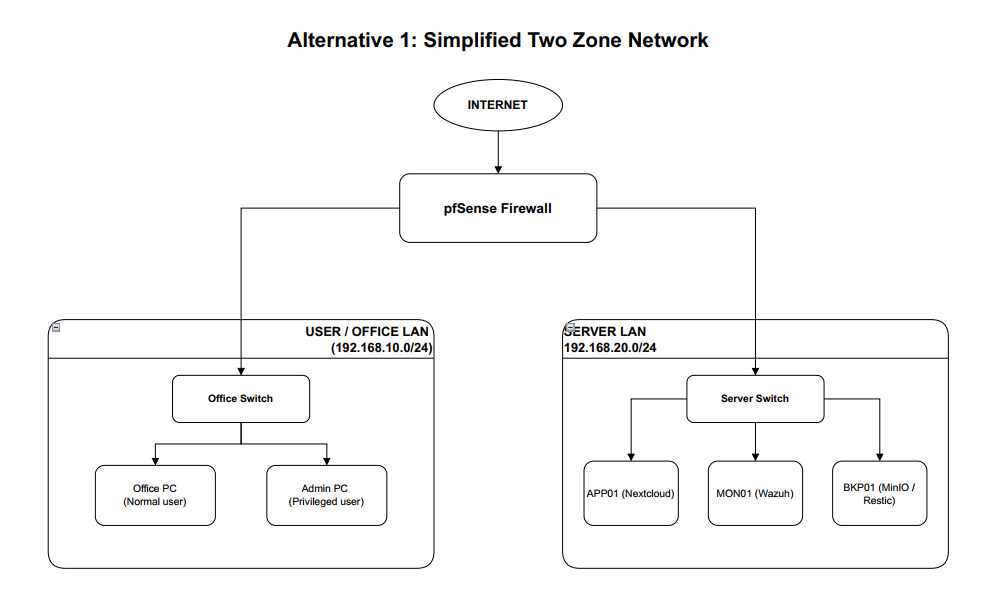 Alternative 1: Simplified Two Zone Network
INTERNET
pfSense Firewall
USER / OFFICE LAN
(192.168.10.0/24)
SERVER LAN
192.168.20.0/24
Office Switch
Server Switch
Office PC
(Normal user)
Admin PC
(Privileged user)
APP01 (Nextcloud)
MON01 (Wazuh)
BKP01 (MinIO /
Restic)